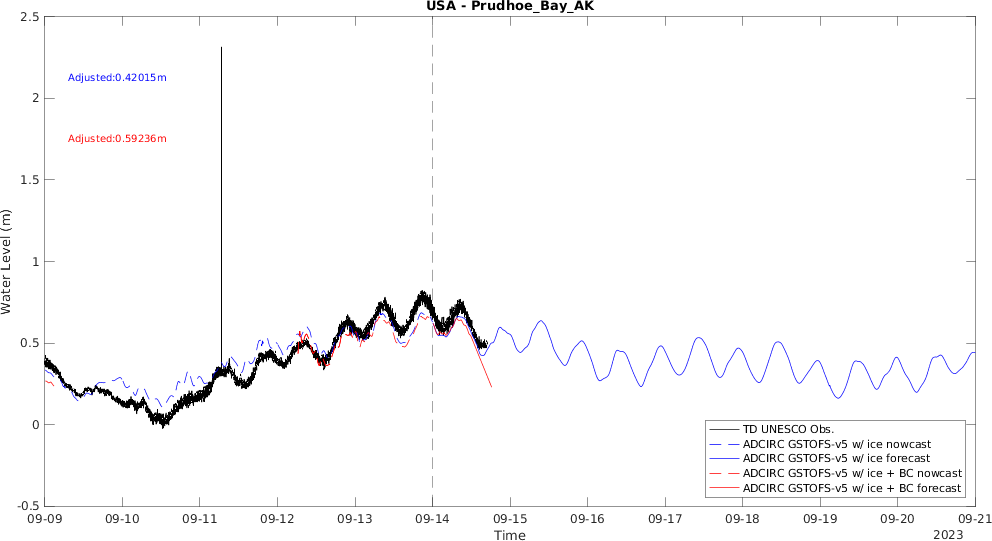 USA - Prudhoe_Bay_AK
2.5
2
1.5
1
0.5
0
-0.5
Water Level (m)
Adjusted:0.42015m
Adjusted:0.59236m
TD UNESCO Obs.
ADCIRC GSTOFS-v5 w/ ice nowcast
ADCIRC GSTOFS-v5 w/ ice forecast
ADCIRC GSTOFS-v5 w/ ice + BC nowcast
ADCIRC GSTOFS-v5 w/ ice + BC forecast
09-09 09-10 09-11 09-12 09-13 09-14 09-15 09-16 09-17 09-18 09-19 09-20 09-21
Time
2023